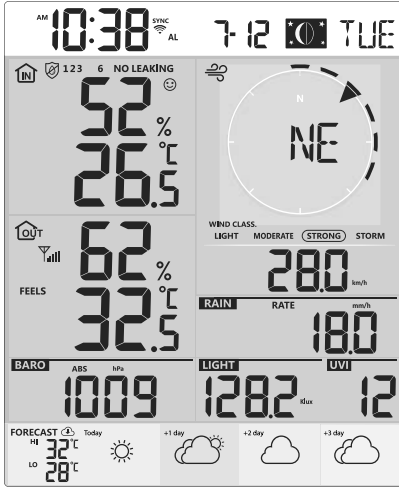 AM 10:38 SYNC AL 7-12 TUE
IN 123 6 NO LEAKING
52 %
26.5 °C
N
NE
WIND CLASS.
LIGHT MODERATE STRONG STORM
28.0 km/h
OUT
62 %
FEELS 32.5 °C
RAIN RATE mm/h
18.0
BARO ABS hPa
1009
LIGHT
128.2 Klux
UVI
12
FORECAST Today +1 day +2 day +3 day
HI 32°C
LO 28°C